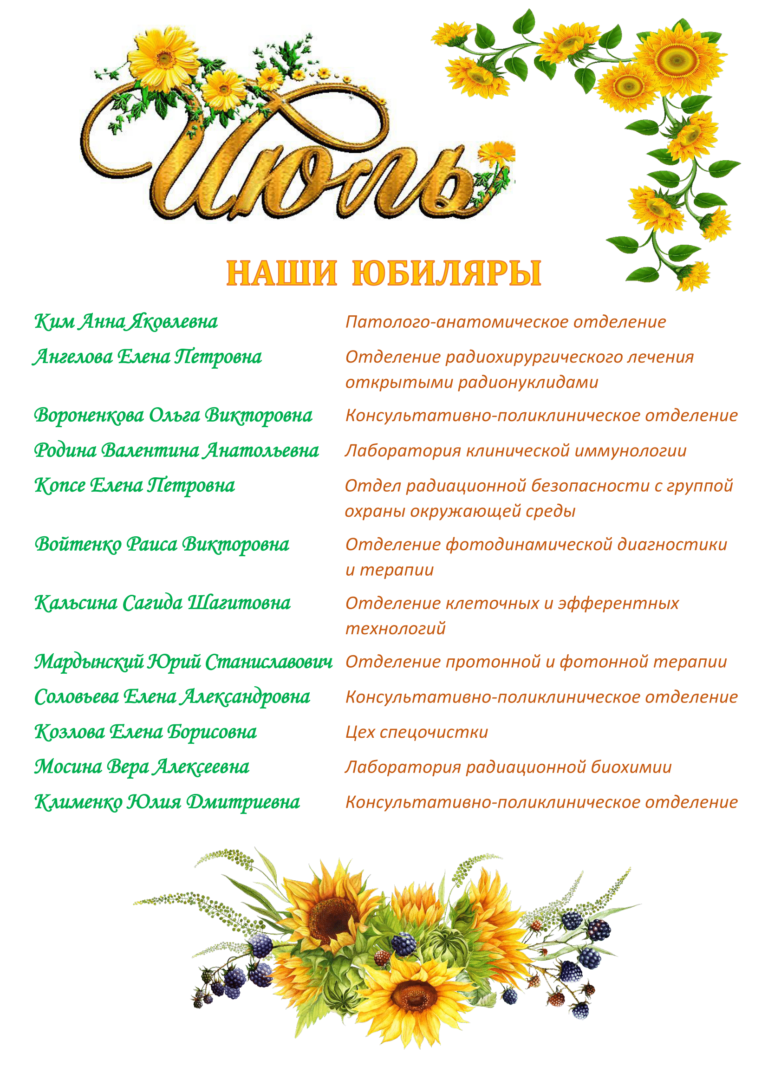 Июль
НАШИ ЮБИЛЯРЫ
Ким Анна Яковлевна Патолого-анатомическое отделение
Ангелова Елена Петровна Отделение радиохирургического лечения
открытыми радионуклидами
Вороненкова Ольга Викторовна Консультативно-поликлиническое отделение
Родина Валентина Анатольевна Лаборатория клинической иммунологии
Копсе Елена Петровна Отдел радиационной безопасности с группой
охраны окружающей среды
Войтенко Раиса Викторовна Отделение фотодинамической диагностики
и терапии
Кальсина Сагида Шагитовна Отделение клеточных и эфферентных
технологий
Мардынский Юрий Станиславович Отделение протонной и фотонной терапии
Соловьева Елена Александровна Консультативно-поликлиническое отделение
Козлова Елена Борисовна Цех спецочистки
Мосина Вера Алексеевна Лаборатория радиационной биохимии
Клименко Юлия Дмитриевна Консультативно-поликлиническое отделение